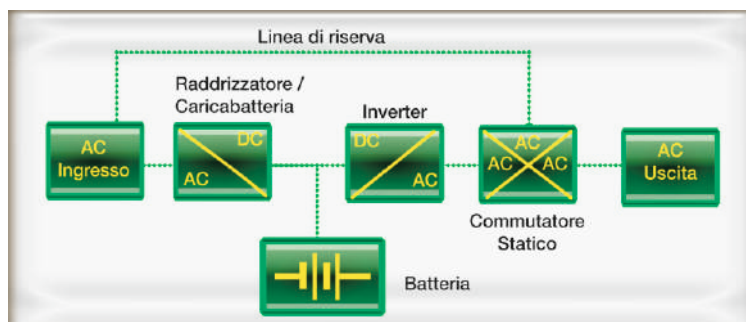 Linea di riserva
Raddrizzatore /
Caricabatteria
Inverter
AC
Ingresso
DC
AC
DC
AC
AC
AC
AC
AC
Uscita
Commutatore
Statico
Batteria